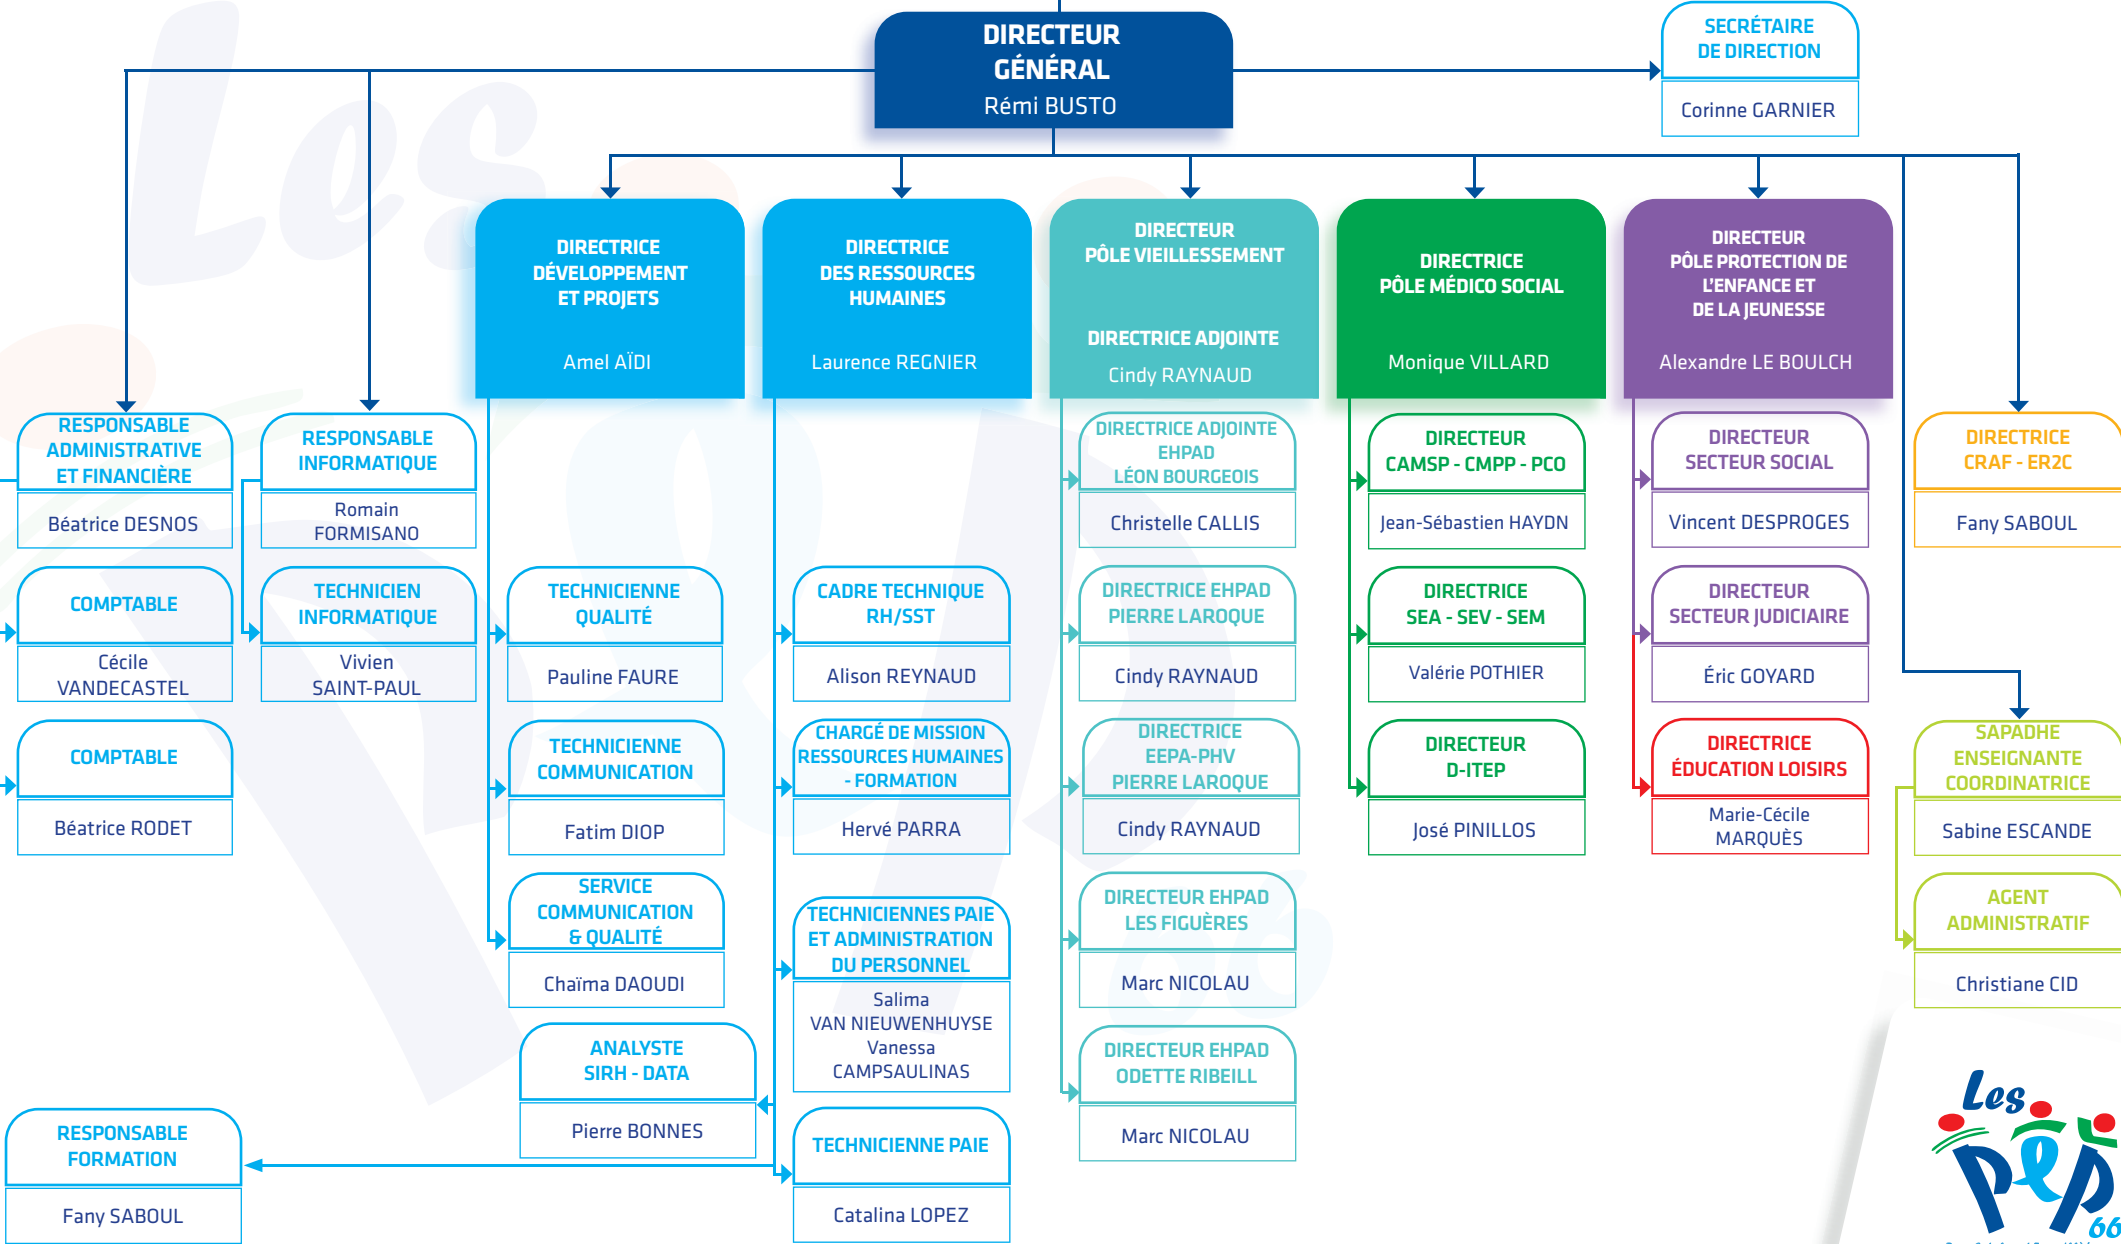 DIRECTEUR
GÉNÉRAL
Rémi BUSTO
SECRÉTAIRE
DE DIRECTION
Corinne GARNIER
DIRECTRICE
DÉVELOPPEMENT
ET PROJETS
Amel AÏDI
DIRECTRICE
DES RESSOURCES
HUMAINES
Laurence REGNIER
DIRECTEUR
PÔLE VIEILLESSEMENT
DIRECTRICE ADJOINTE
Cindy RAYNAUD
DIRECTRICE
PÔLE MÉDICO SOCIAL
Monique VILLARD
DIRECTEUR
PÔLE PROTECTION DE
L'ENFANCE ET
DE LA JEUNESSE
Alexandre LE BOULCH
RESPONSABLE
ADMINISTRATIVE
ET FINANCIÈRE
Béatrice DESNOS
COMPTABLE
Cécile
VANDECASTEL
COMPTABLE
Béatrice RODET
RESPONSABLE
INFORMATIQUE
Romain
FORMISANO
TECHNICIEN
INFORMATIQUE
Vivien
SAINT-PAUL
TECHNICIENNE
QUALITÉ
Pauline FAURE
TECHNICIENNE
COMMUNICATION
Fatim DIOP
SERVICE
COMMUNICATION
& QUALITÉ
Chaïma DAOUDI
CADRE TECHNIQUE
RH/SST
Alison REYNAUD
CHARGÉ DE MISSION
RESSOURCES HUMAINES
- FORMATION
Hervé PARRA
TECHNICIENNES PAIE
ET ADMINISTRATION
DU PERSONNEL
Salima
VAN NIEUWENHUYSE
Vanessa
CAMPSAULINAS
ANALYSTE
SIRH - DATA
Pierre BONNES
TECHNICIENNE PAIE
Catalina LOPEZ
RESPONSABLE
FORMATION
Fany SABOUL
DIRECTRICE ADJOINTE
EHPAD
LÉON BOURGEOIS
Christelle CALLIS
DIRECTRICE EHPAD
PIERRE LAROQUE
Cindy RAYNAUD
DIRECTRICE
EEPA-PHV
PIERRE LAROQUE
Cindy RAYNAUD
DIRECTEUR EHPAD
LES FIGUÈRES
Marc NICOLAU
DIRECTEUR EHPAD
ODETTE RIBEILL
Marc NICOLAU
DIRECTEUR
CAMSP - CMPP - PCO
Jean-Sébastien HAYDN
DIRECTRICE
SEA - SEV - SEM
Valérie POTHIER
DIRECTEUR
D-ITEP
José PINILLOS
DIRECTEUR
SECTEUR SOCIAL
Vincent DESPROGES
DIRECTEUR
SECTEUR JUDICIAIRE
Éric GOYARD
DIRECTRICE
ÉDUCATION LOISIRS
Marie-Cécile
MARQUÈS
DIRECTRICE
CRAF - ER2C
Fany SABOUL
SAPADHE
ENSEIGNANTE
COORDINATRICE
Sabine ESCANDE
AGENT
ADMINISTRATIF
Christiane CID
Les
pep
66